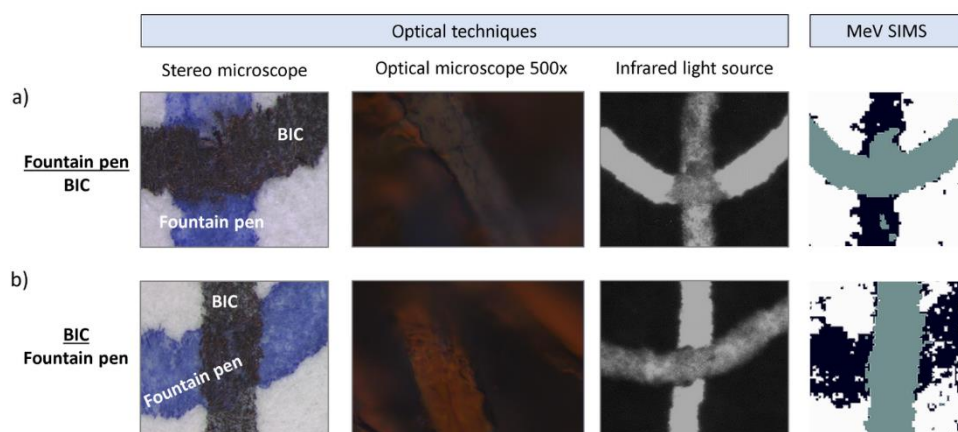 Optical techniques
MeV SIMS
Stereo microscope
Optical microscope 500x
Infrared light source
a)
Fountain pen
BIC
BIC
Fountain pen
b)
BIC
Fountain pen
BIC
Fountain pen